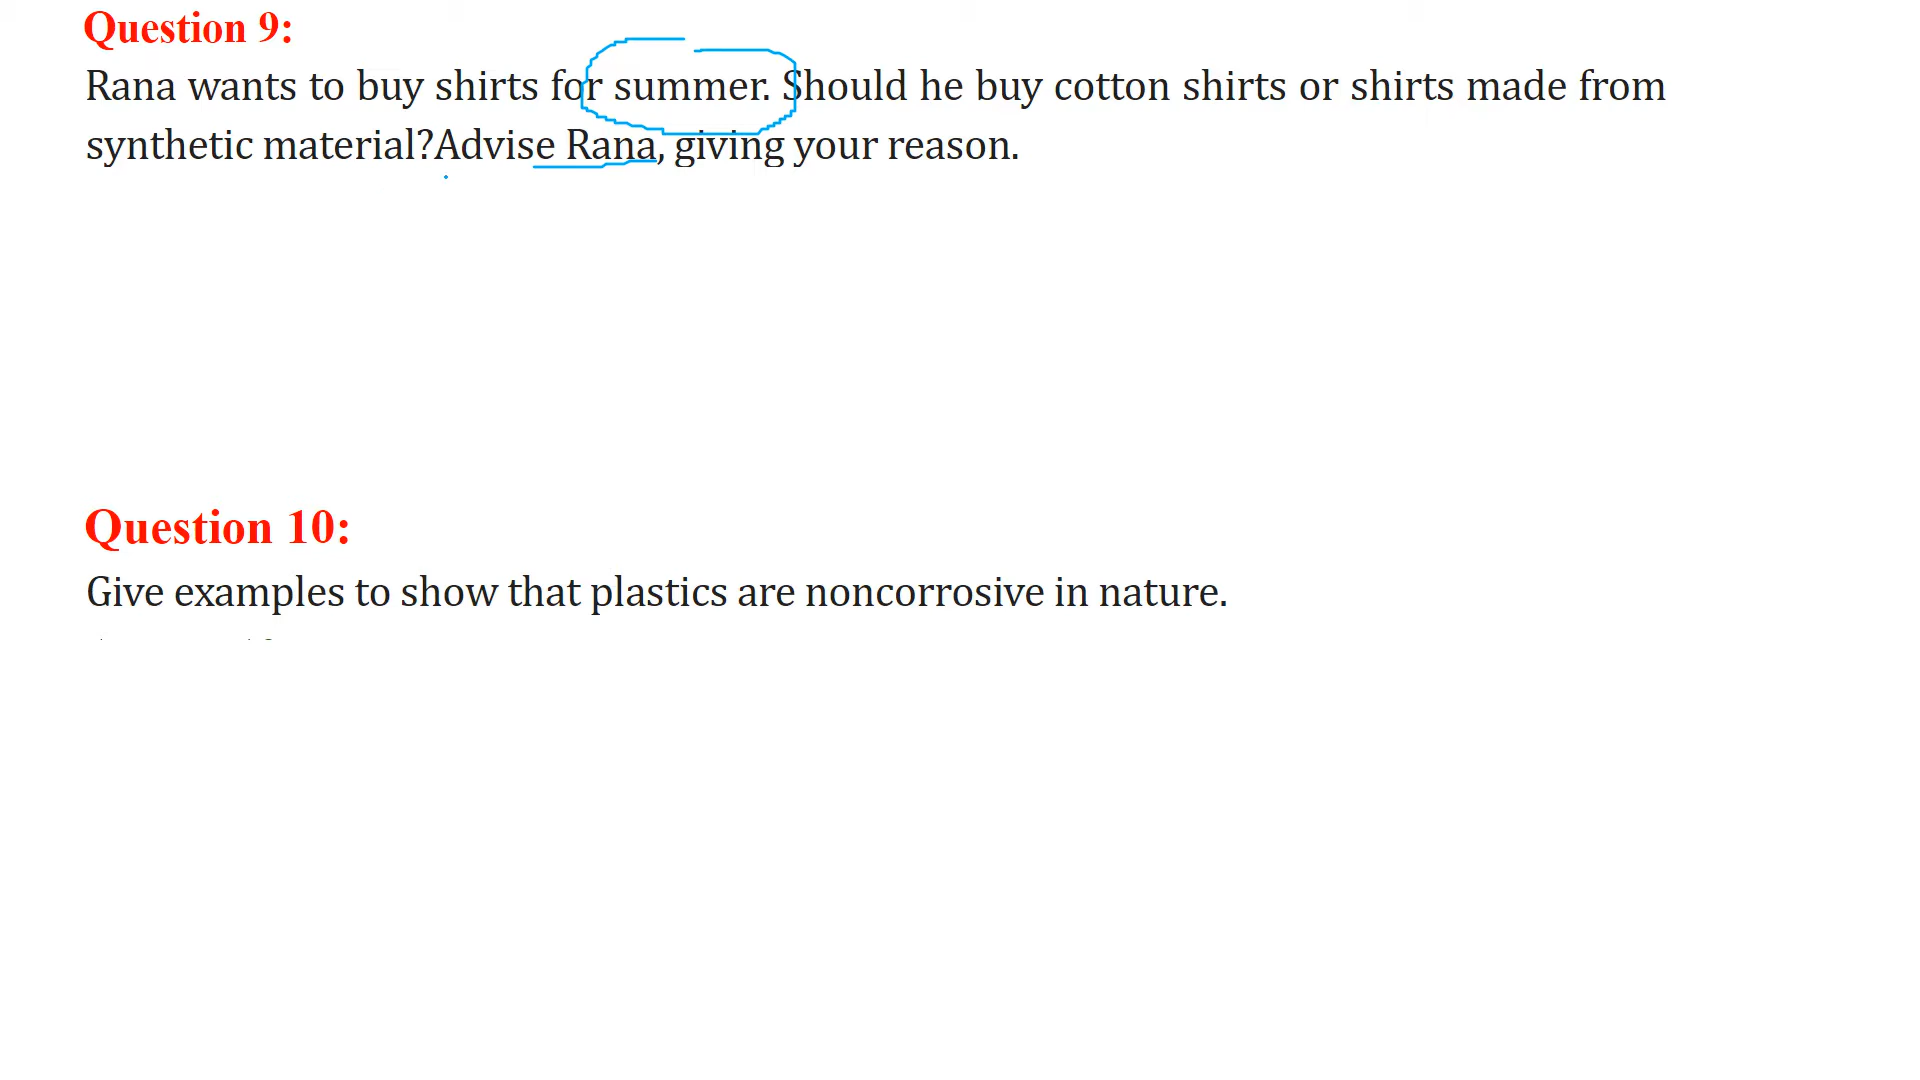 Question 9:
Rana wants to buy shirts for summer. Should he buy cotton shirts or shirts made from
synthetic material?Advise Rana, giving your reason.
Question 10:
Give examples to show that plastics are noncorrosive in nature.